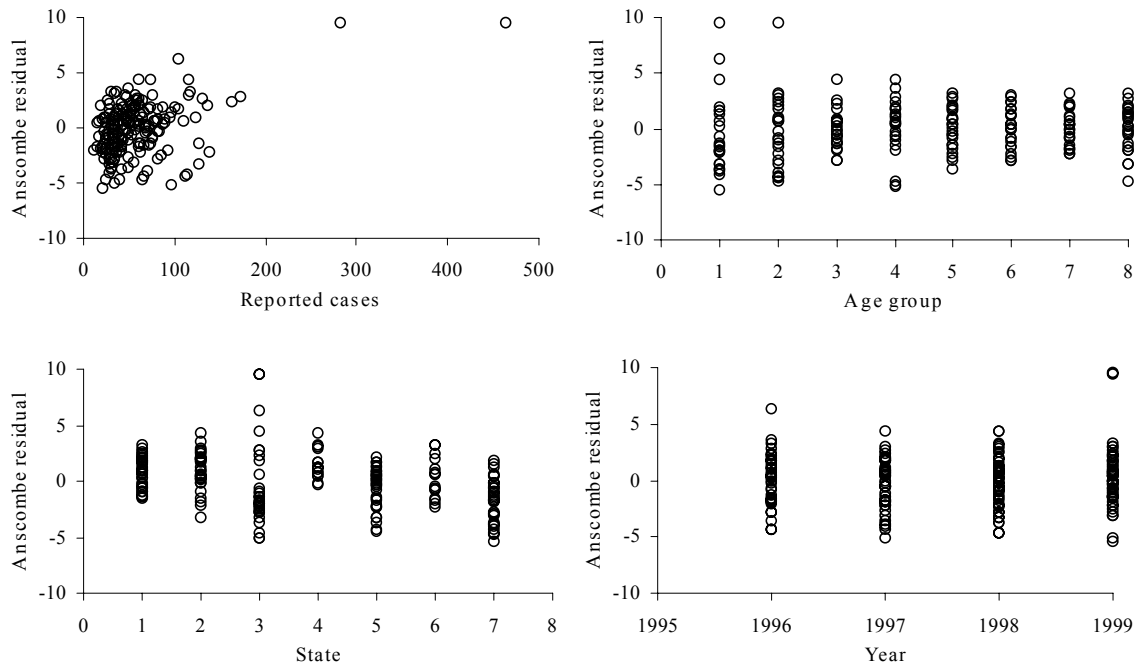 Anscombe residual
10
5
0
-5
-10
0 100 200 300 400 500
Reported cases
Anscombe residual
10
5
0
-5
-10
0 1 2 3 4 5 6 7 8
Age group
Anscombe residual
10
5
0
-5
-10
0 1 2 3 4 5 6 7 8
State
Anscombe residual
10
5
0
-5
-10
1995 1996 1997 1998 1999
Year